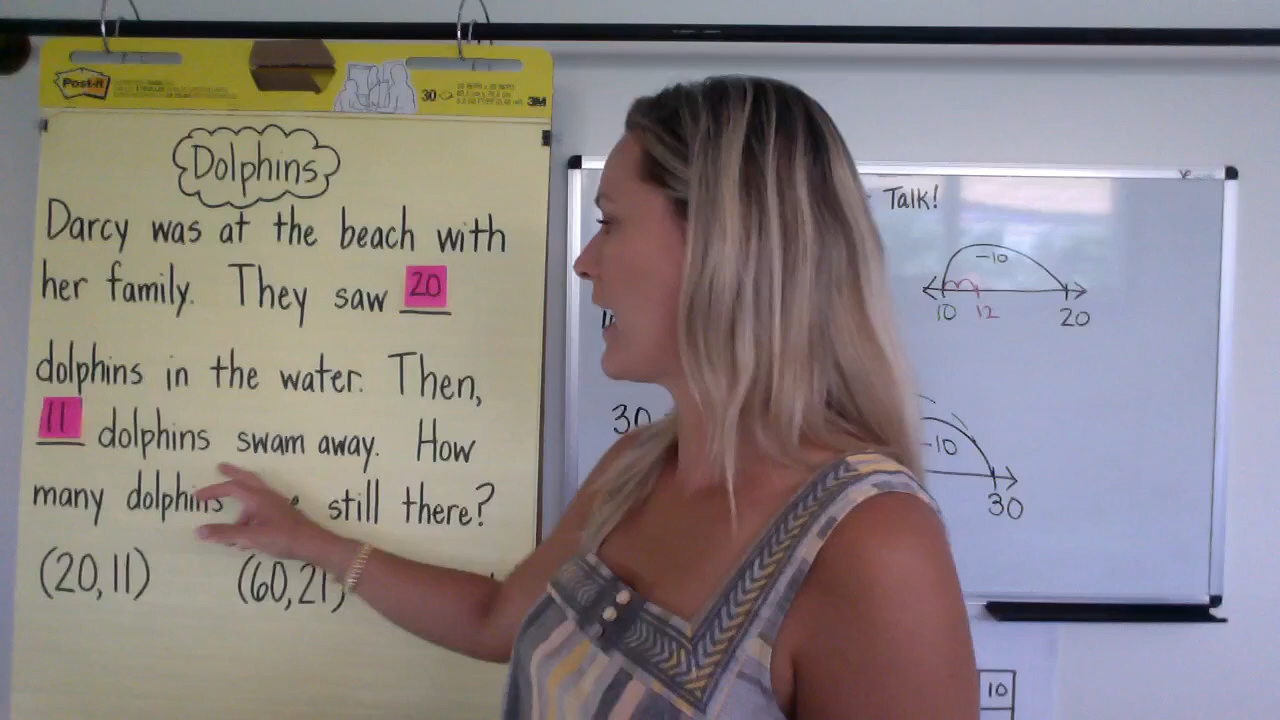 Post-it
30
3M
Dolphins
Darcy was at the beach with
her family. They saw 20
dolphins in the water. Then,
11 dolphins swam away. How
many dolphins still there?
(20,11) (60,21)
Talk!
-10
10 12 20
30
-10
30
10